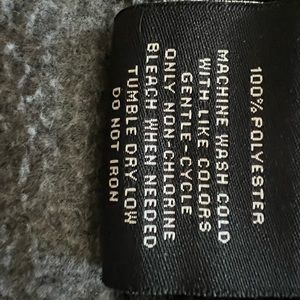 100% POLYESTER
MACHINE WASH COLD
WITH LIKE COLORS
GENTLE-CYCLE
ONLY NON CHLORINE
BLEACH WHEN NEEDED
TUMBLE DRY LOW
DO NOT IRON